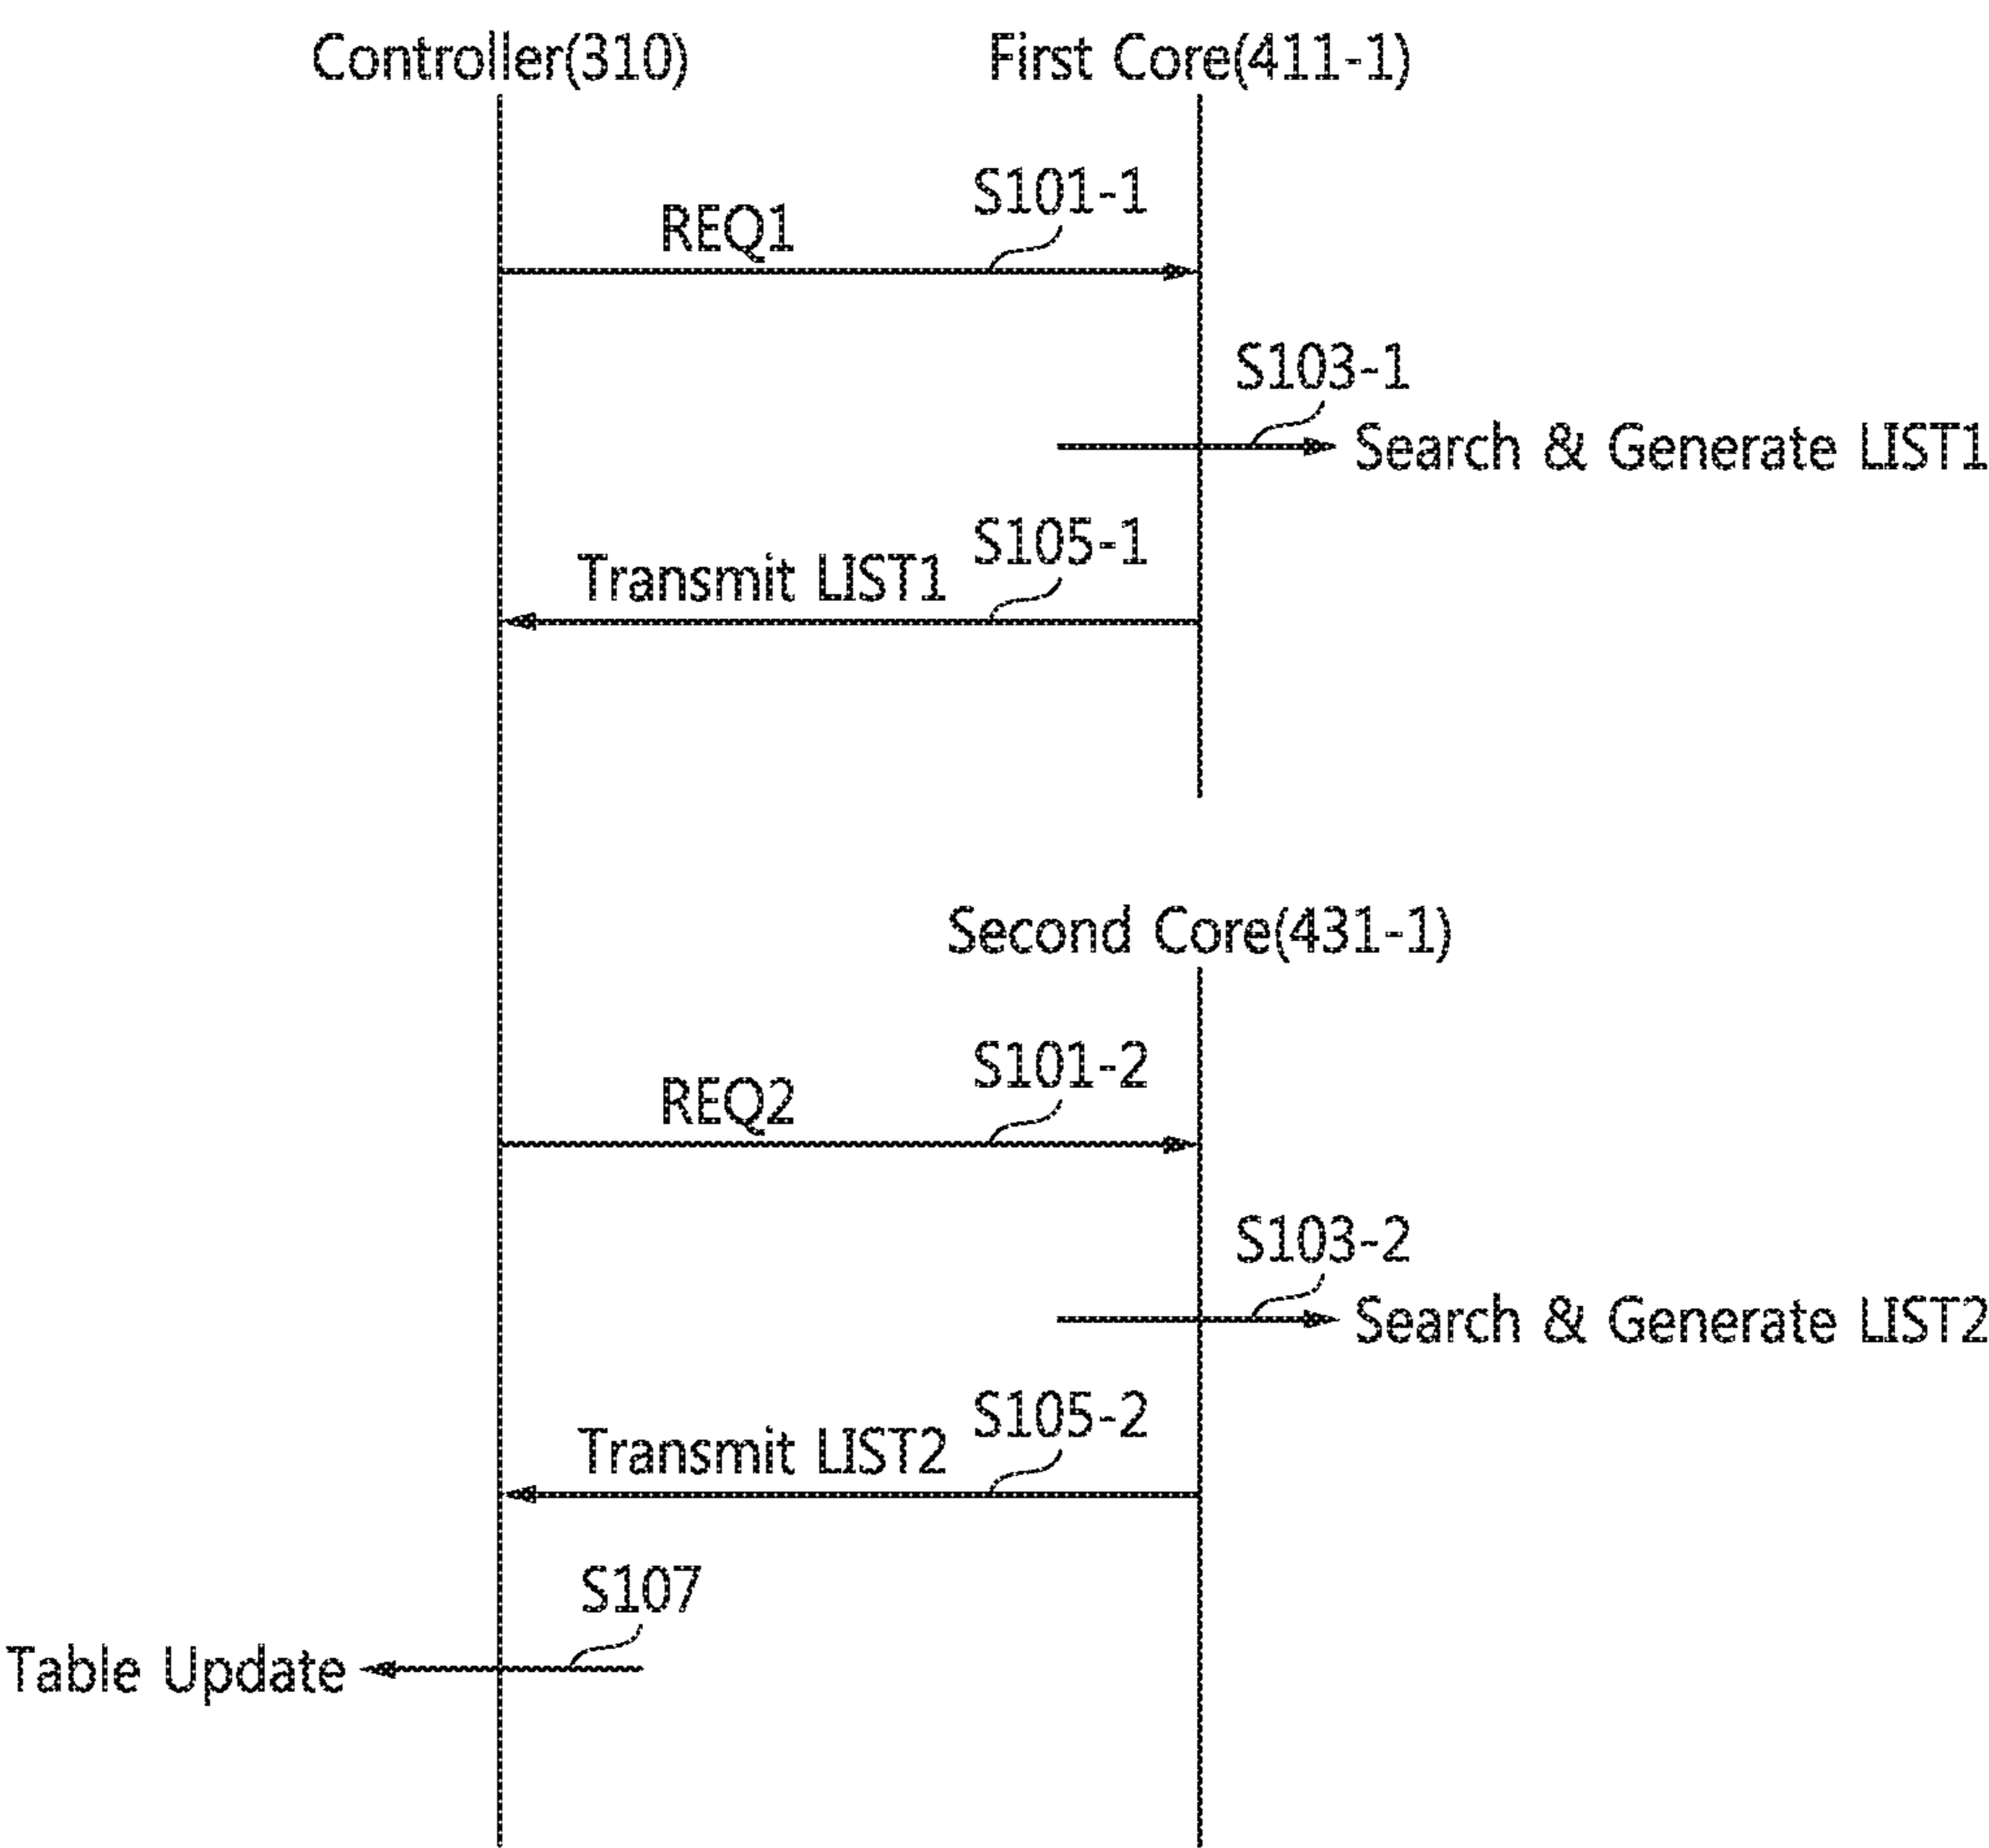 Controller(310)
First Core(411-1)
S101-1
REQ1
S103-1
Search & Generate LIST1
S105-1
Transmit LIST1
Second Core(431-1)
S101-2
REQ2
S103-2
Search & Generate LIST2
S105-2
Transmit LIST2
S107
Table Update